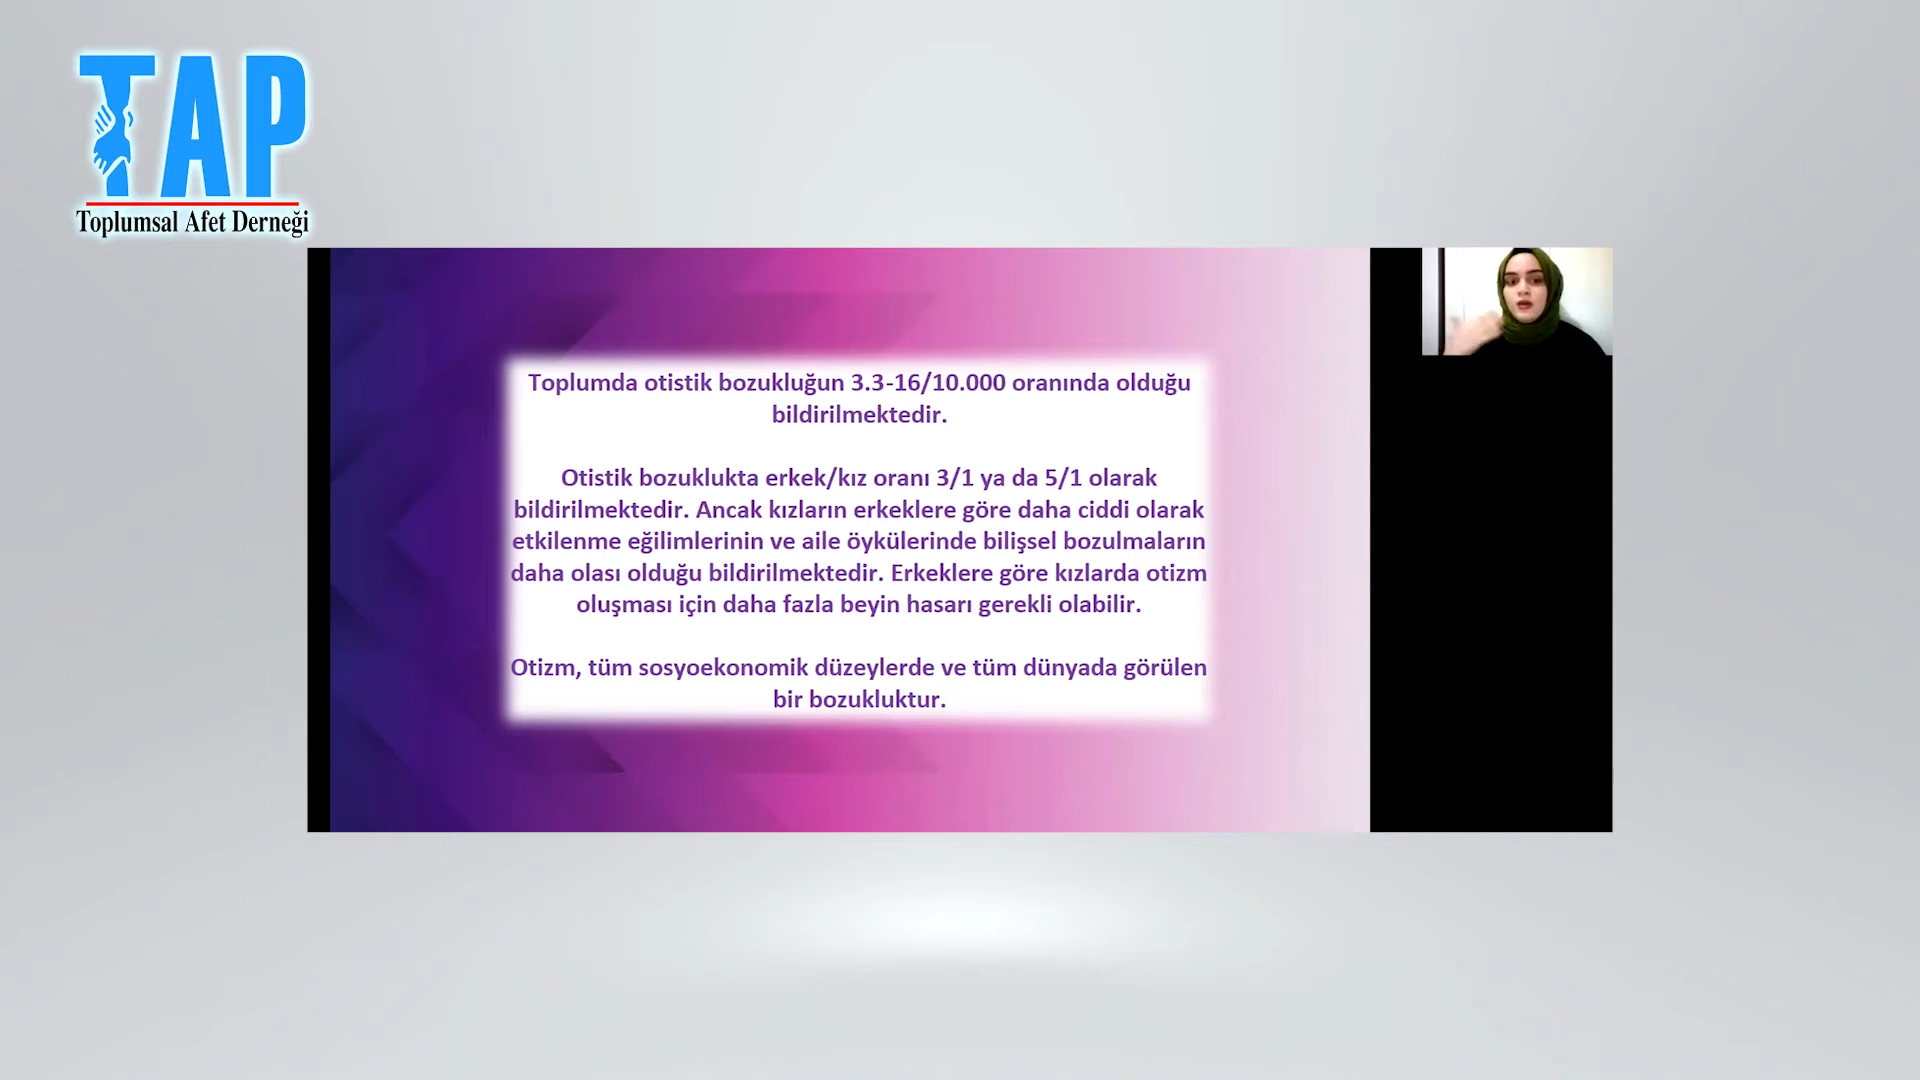 TAP
Toplumsal Afet Derneği
Toplumda otistik bozukluğun 3.3-16/10.000 oranında olduğu
bildirilmektedir.
Otistik bozuklukta erkek/kız oranı 3/1 ya da 5/1 olarak
bildirilmektedir. Ancak kızların erkeklere göre daha ciddi olarak
etkilenme eğilimlerinin ve aile öykülerinde bilişsel bozulmaların
daha olası olduğu bildirilmektedir. Erkeklere göre kızlarda otizm
oluşması için daha fazla beyin hasarı gerekli olabilir.
Otizm, tüm sosyoekonomik düzeylerde ve tüm dünyada görülen
bir bozukluktur.